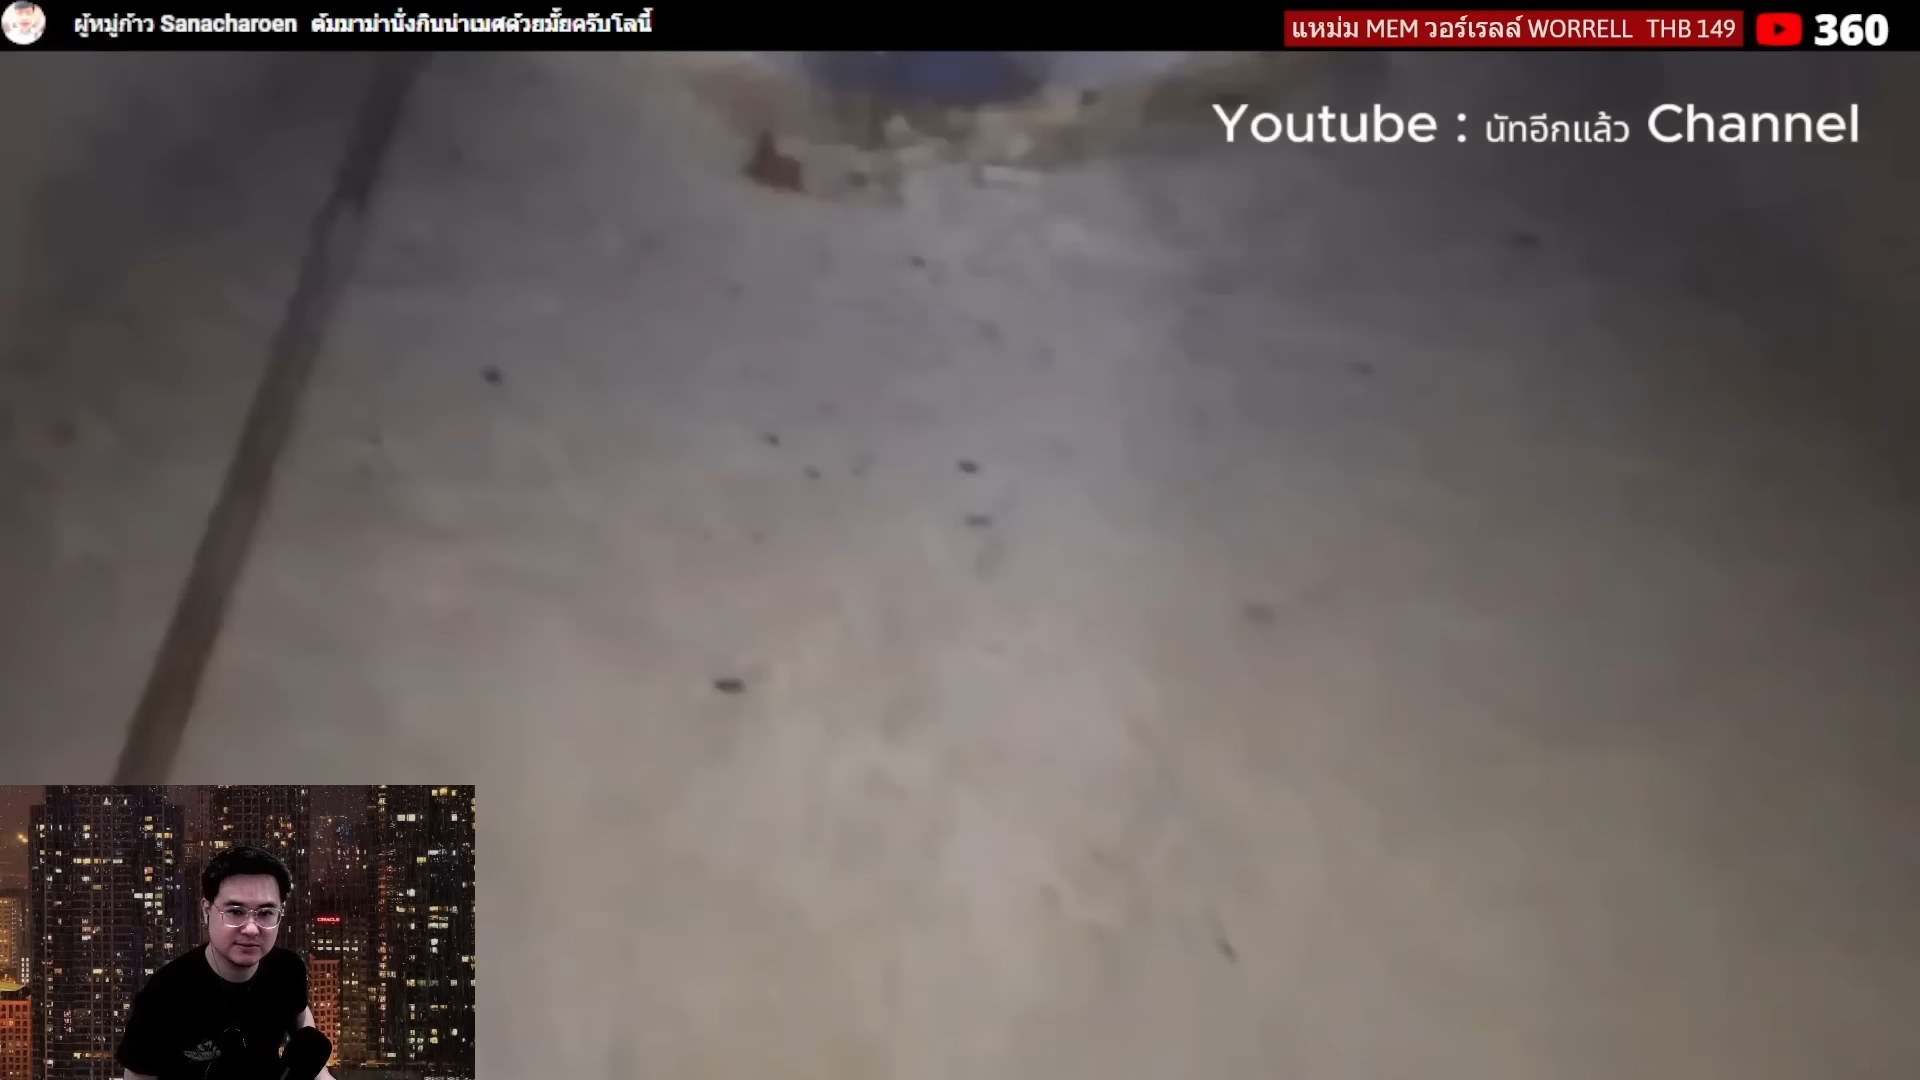 ผู้หมู่ก๊าว Sanacharoen ต้มมาม่านั่งกินน่าเมศด้วยมั้ยครับโลนี้
แหม่ม MEM วอร์เรลล์ WORRELL THB 149
360
Youtube : นัทอีกแล้ว Channel
ORACLE